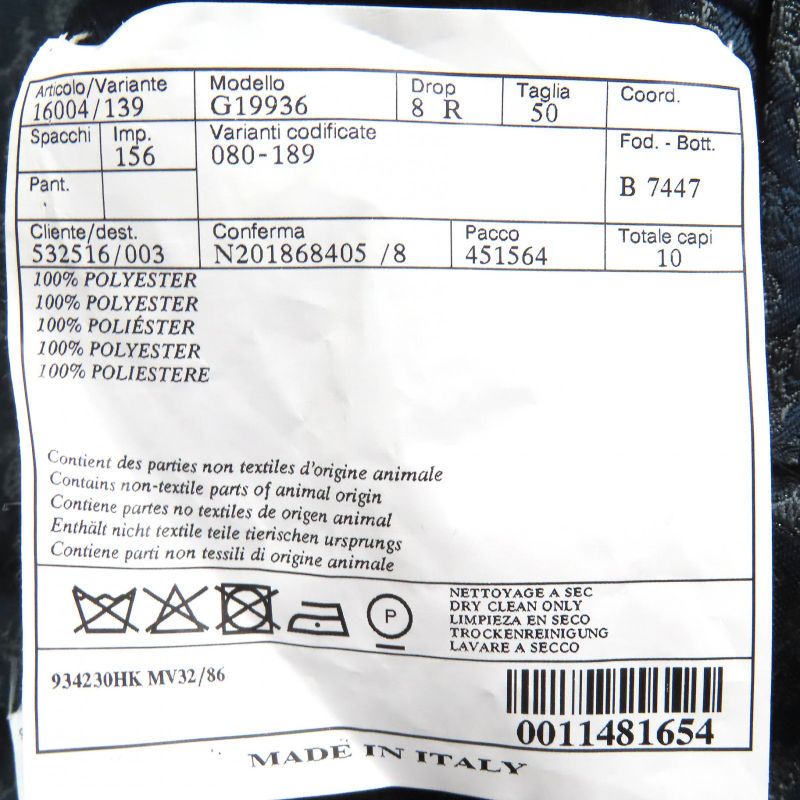 Articolo/Variante Modello Drop Taglia Coord.
16004/139 G19936 8 R 50
Spacchi Imp. Varianti codificate Fod. - Bott.
156 080-189
Pant. B 7447
Cliente/dest. Conferma Pacco Totale capi
532516/003 N201868405 /8 451564 10
100% POLYESTER
100% POLYESTER
100% POLIÉSTER
100% POLYESTER
100% POLIESTERE
Contient des parties non textiles d'origine animale
Contains non-textile parts of animal origin
Contiene partes no textiles de origen animal
Enthält nicht textile teile tierischen ursprungs
Contiene parti non tessili di origine animale
P
NETTOYAGE A SEC
DRY CLEAN ONLY
LIMPIEZA EN SECO
TROCKENREINIGUNG
LAVARE A SECCO
934230HK MV32/86
0011481654
MADE IN ITALY